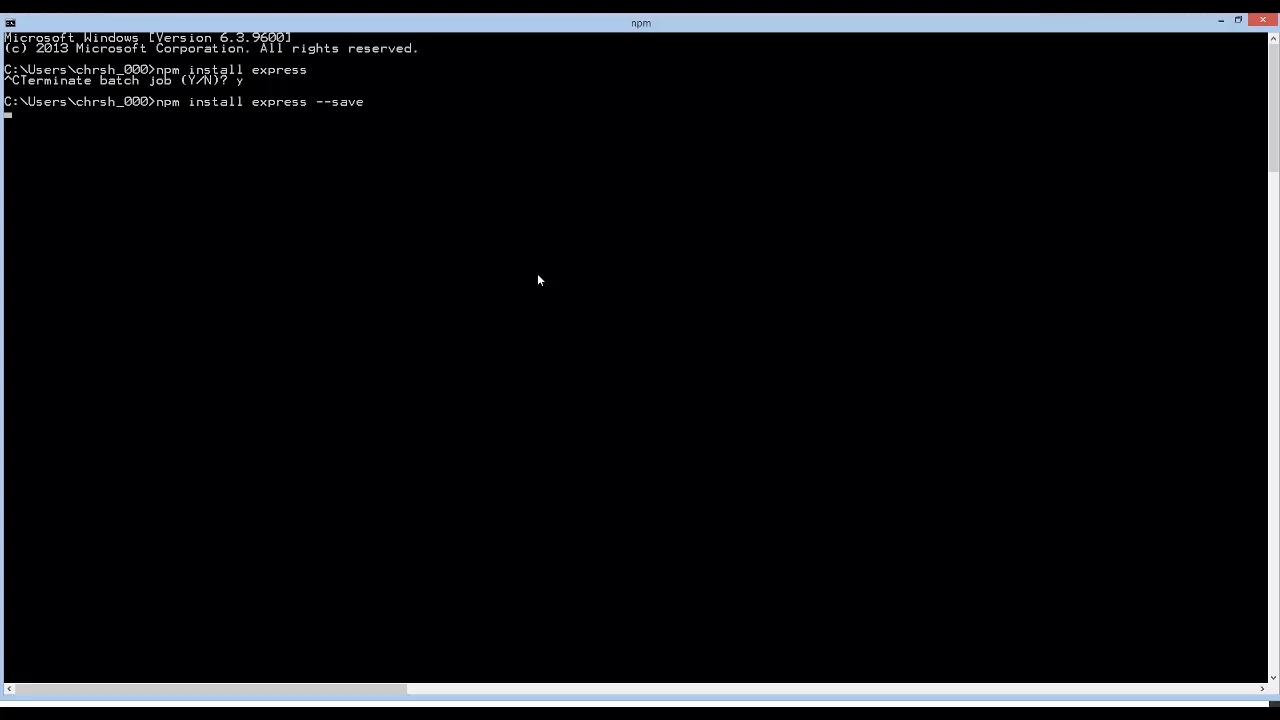 npm
Microsoft Windows [Version 6.3.9600]
(c) 2013 Microsoft Corporation. All rights reserved.
C:\Users\chrsh_000>npm install express
^CTerminate batch job (Y/N)? y
C:\Users\chrsh_000>npm install express --save